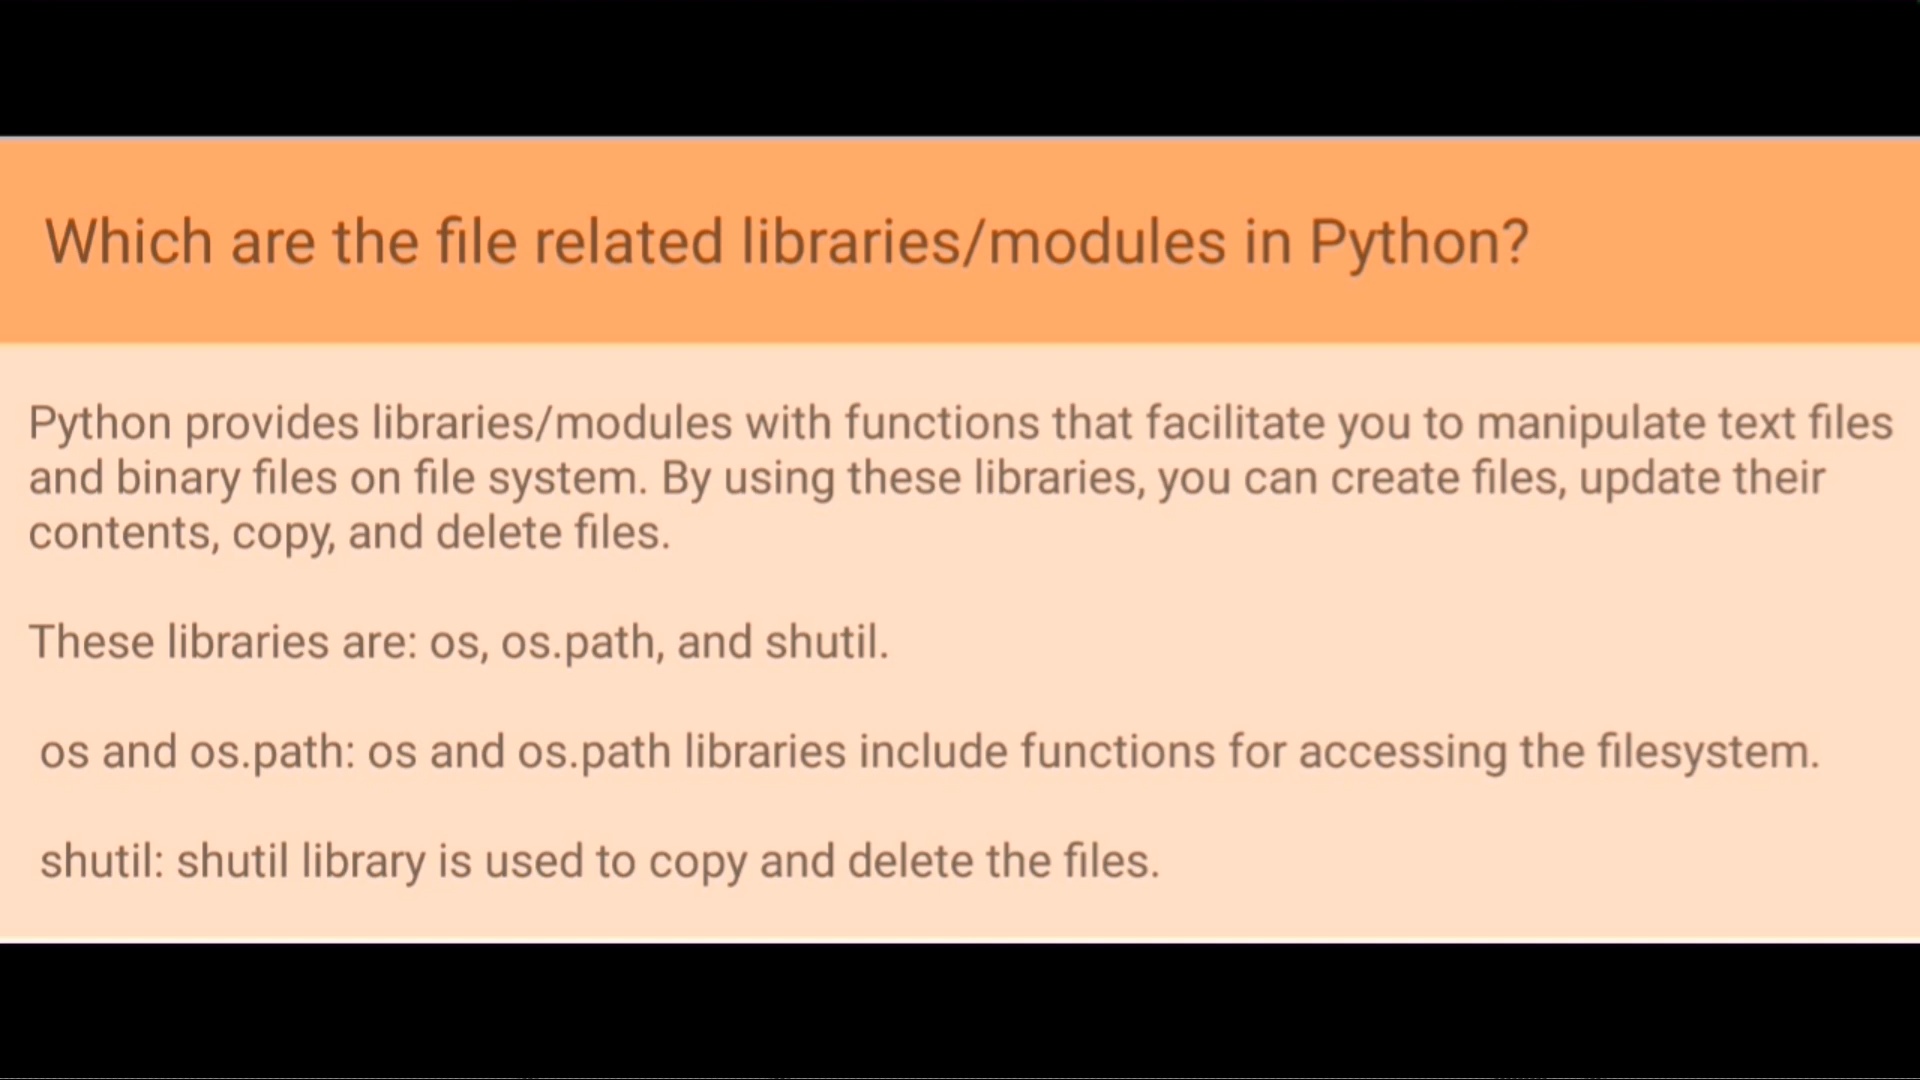 Which are the file related libraries/modules in Python?
Python provides libraries/modules with functions that facilitate you to manipulate text files
and binary files on file system. By using these libraries, you can create files, update their
contents, copy, and delete files.
These libraries are: os, os.path, and shutil.
os and os.path: os and os.path libraries include functions for accessing the filesystem.
shutil: shutil library is used to copy and delete the files.